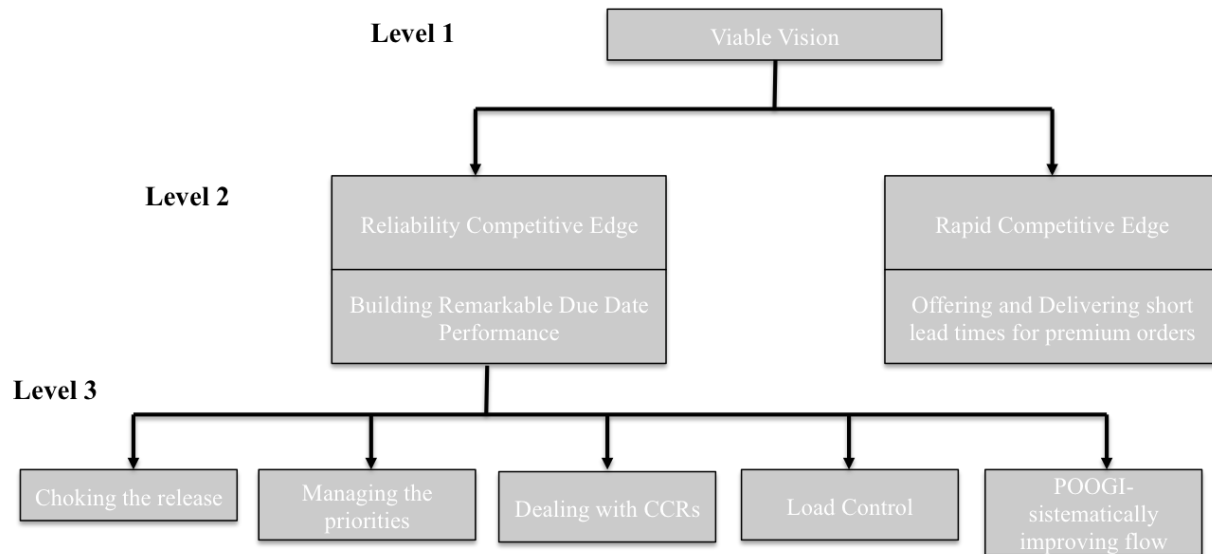 Level 1
Viable Vision
Level 2
Reliability Competitive Edge
Rapid Competitive Edge
Building Remarkable Due Date
Performance
Offering and Delivering short
lead times for premium orders
Level 3
Choking the release
Managing the
priorities
Dealing with CCRs
Load Control
POOGI-
sistematically
improving flow